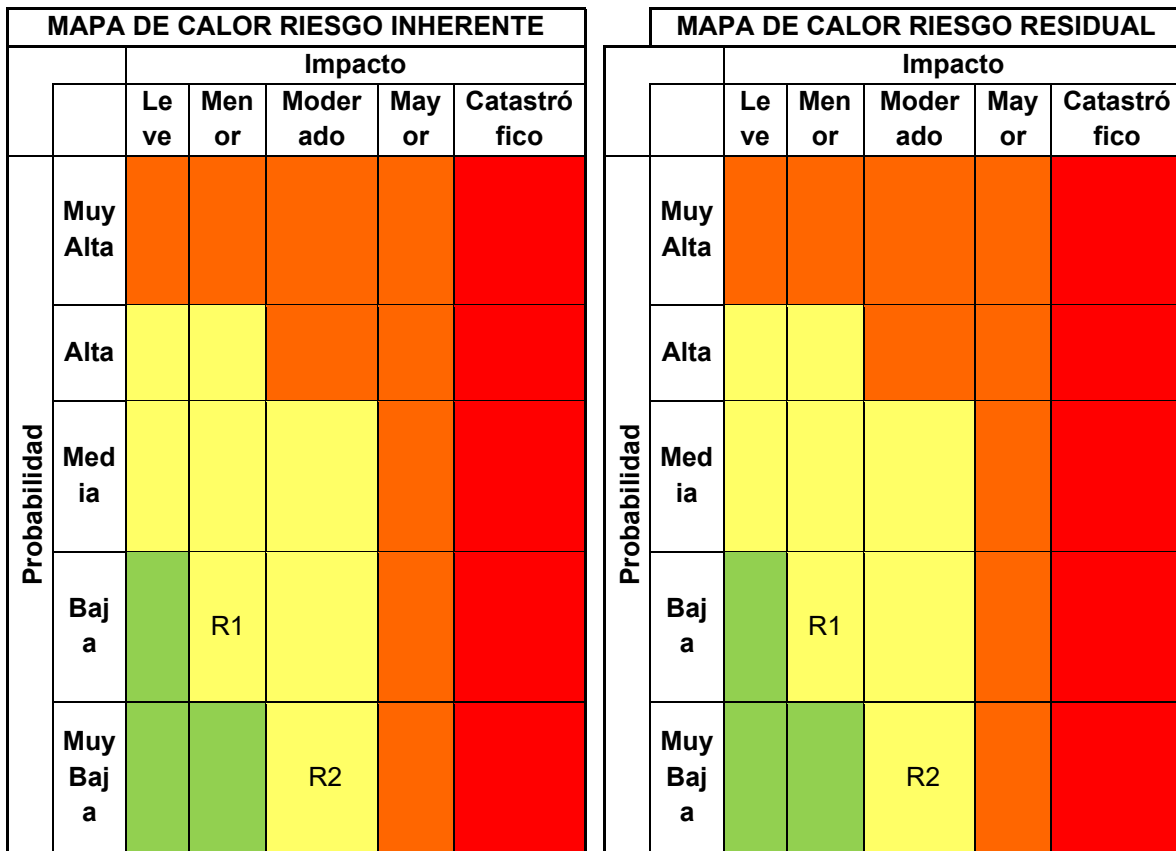 MAPA DE CALOR RIESGO INHERENTE
Impacto
Le
ve
Men
or
Moder
ado
May
or
Catastró
fico
Probabilidad
Muy
Alta
Alta
Med
ia
Baj
a
R1
Muy
Baj
a
R2
MAPA DE CALOR RIESGO RESIDUAL
Impacto
Le
ve
Men
or
Moder
ado
May
or
Catastró
fico
Probabilidad
Muy
Alta
Alta
Med
ia
Baj
a
R1
Muy
Baj
a
R2